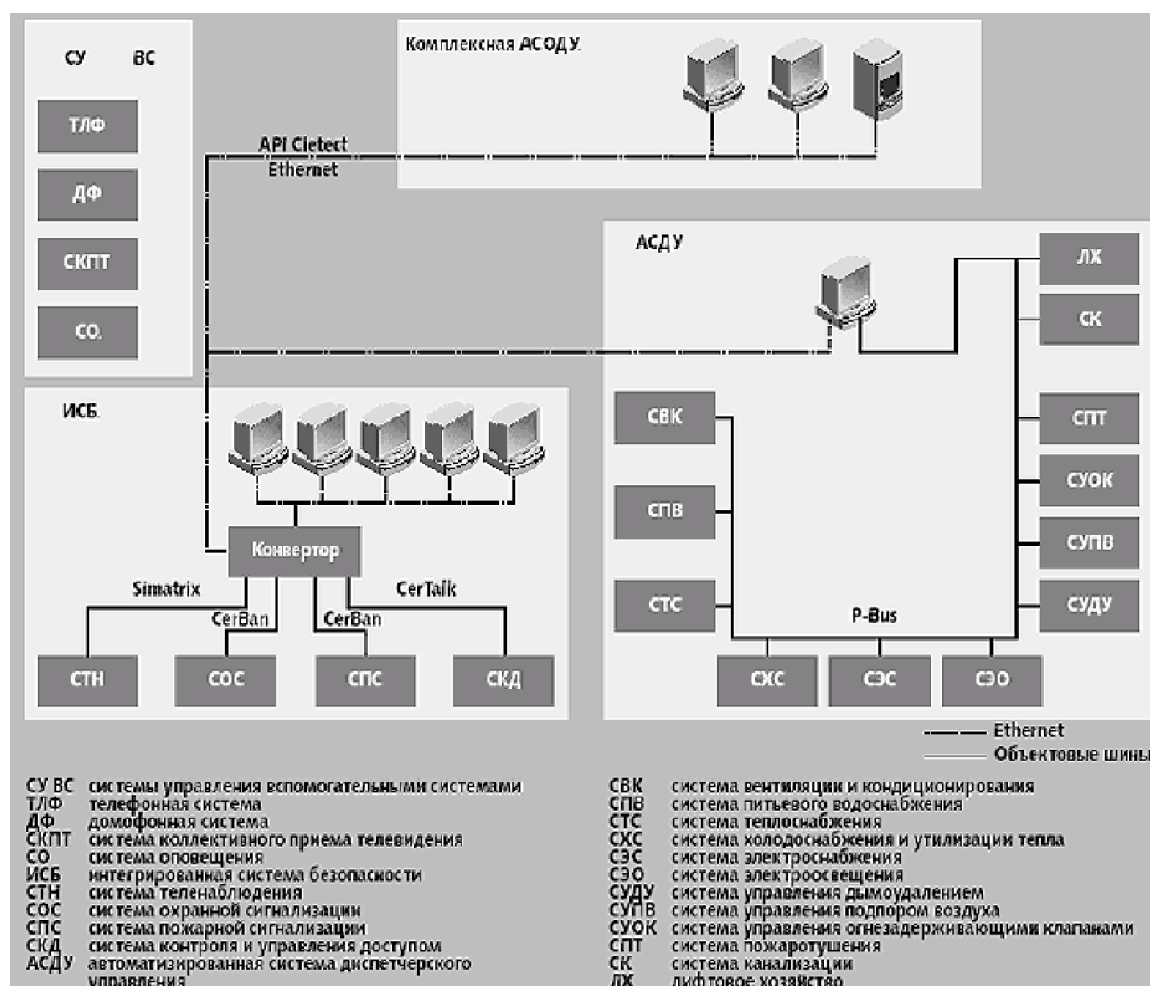 СУ ВС
ТЛФ
ДФ
СКПТ
СО.
Комплексная АСОДУ.
API Cietect
Ethernet
АСДУ
ЛХ
СК
СПТ
СУОК
СУПВ
СУДУ
СВК
СПВ
СТС
P-Bus
СХС
СЭС
СЭО
ИСБ.
Конвертор
Simatrix
CerBan
CerBan
CerTalk
СТН
СОС
СПС
СКД
Ethernet
Объектовые шины
СУ ВС системы управления вспомогательными системами
ТЛФ телефонная система
ДФ домофонная система
СКПТ система коллективного приема телевидения
СО система оповещения
ИСБ интегрированная система безопасности
СТН система теленаблюдения
СОС система охранной сигнализации
СПС система пожарной сигнализации
СКД система контроля и управления доступом
АСДУ автоматизированная система диспетчерского
управления
СВК система вентиляции и кондиционирования
СПВ система питьевого водоснабжения
СТС система теплоснабжения
СХС система холодоснабжения и утилизации тепла
СЭС система электроснабжения
СЭО система электроосвещения
СУДУ система управления дымоудалением
СУПВ система управления подпором воздуха
СУОК система управления огнезадерживающими клапанами
СПТ система пожаротушения
СК система канализации
ЛХ лифтовое хозяйство